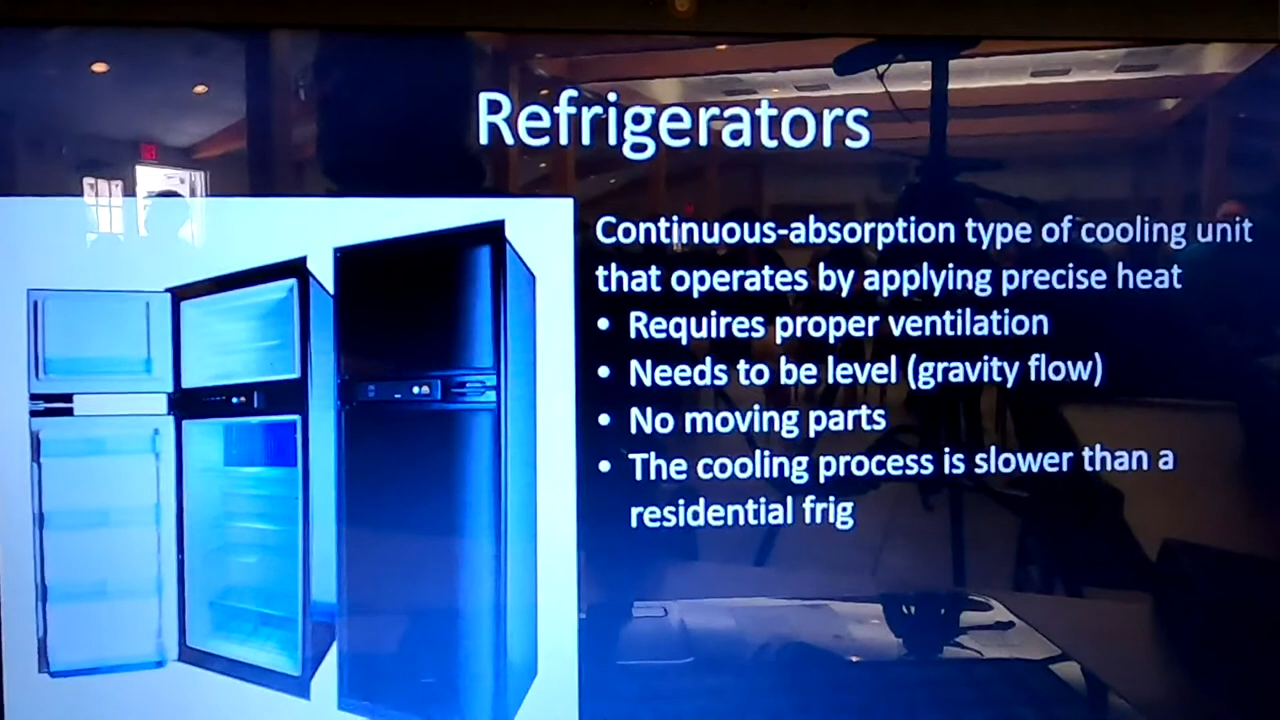 Refrigerators
Continuous-absorption type of cooling unit
that operates by applying precise heat
• Requires proper ventilation
• Needs to be level (gravity flow)
• No moving parts
• The cooling process is slower than a
residential frig